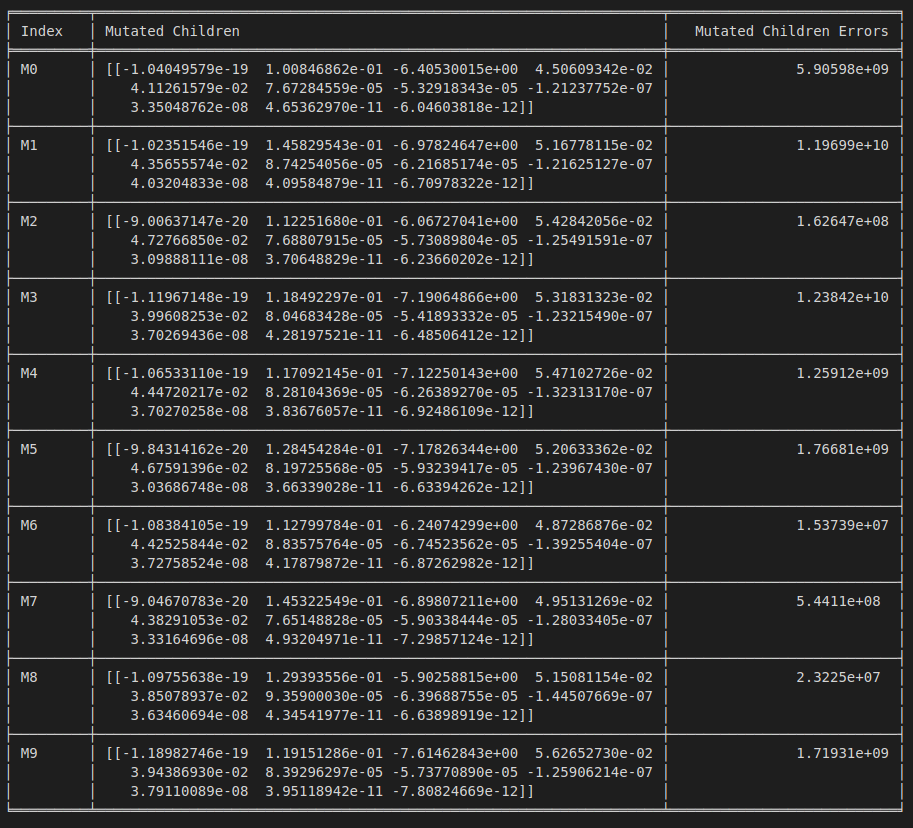 Index Mutated Children Mutated Children Errors
M0 [[-1.04049579e-19 1.00846862e-01 -6.40530015e+00 4.50609342e-02 5.90598e+09
4.11261579e-02 7.67284559e-05 -5.32918343e-05 -1.21237752e-07
3.35048762e-08 4.65362970e-11 -6.04603818e-12]]
M1 [[-1.02351546e-19 1.45829543e-01 -6.97824647e+00 5.16778115e-02 1.19699e+10
4.35655574e-02 8.74254056e-05 -6.21685174e-05 -1.21625127e-07
4.03204833e-08 4.09584879e-11 -6.70978322e-12]]
M2 [[-9.00637147e-20 1.12251680e-01 -6.06727041e+00 5.42842056e-02 1.62647e+08
4.72766850e-02 7.68807915e-05 -5.73089804e-05 -1.25491591e-07
3.09888111e-08 3.70648829e-11 -6.23660202e-12]]
M3 [[-1.11967148e-19 1.18492297e-01 -7.19064866e+00 5.31831323e-02 1.23842e+10
3.99608253e-02 8.04683428e-05 -5.41893332e-05 -1.23215490e-07
3.70269436e-08 4.28197521e-11 -6.48506412e-12]]
M4 [[-1.06533110e-19 1.17092145e-01 -7.12250143e+00 5.47102726e-02 1.25912e+09
4.44720217e-02 8.28104369e-05 -6.26389270e-05 -1.32313170e-07
3.70270258e-08 3.83676057e-11 -6.92486109e-12]]
M5 [[-9.84314162e-20 1.28454284e-01 -7.17826344e+00 5.20633362e-02 1.76681e+09
4.67591396e-02 8.19725568e-05 -5.93239417e-05 -1.23967430e-07
3.03686748e-08 3.66339028e-11 -6.63394262e-12]]
M6 [[-1.08384105e-19 1.12799784e-01 -6.24074299e+00 4.87286876e-02 1.53739e+07
4.42525844e-02 8.83575764e-05 -6.74523562e-05 -1.39255404e-07
3.72758524e-08 4.17879872e-11 -6.87262982e-12]]
M7 [[-9.04670783e-20 1.45322549e-01 -6.89807211e+00 4.95131269e-02 5.4411e+08
4.38291053e-02 7.65148828e-05 -5.90338444e-05 -1.28033405e-07
3.33164696e-08 4.93204971e-11 -7.29857124e-12]]
M8 [[-1.09755638e-19 1.29393556e-01 -5.90258815e+00 5.15081154e-02 2.3225e+07
3.85078937e-02 9.35900030e-05 -6.39688755e-05 -1.44507669e-07
3.63460694e-08 4.34541977e-11 -6.63898919e-12]]
M9 [[-1.18982746e-19 1.19151286e-01 -7.61462843e+00 5.62652730e-02 1.71931e+09
3.94386930e-02 8.39296297e-05 -5.73770890e-05 -1.25906214e-07
3.79110089e-08 3.95118942e-11 -7.80824669e-12]]